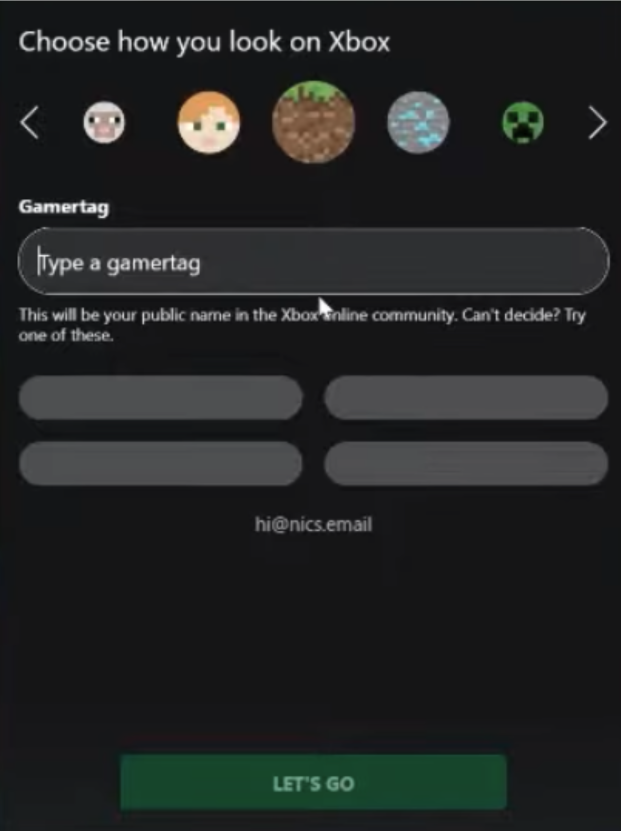 Choose how you look on Xbox
Gamertag
Type a gamertag
This will be your public name in the Xbox online community. Can't decide? Try
one of these.
hi@nics.email
LET'S GO